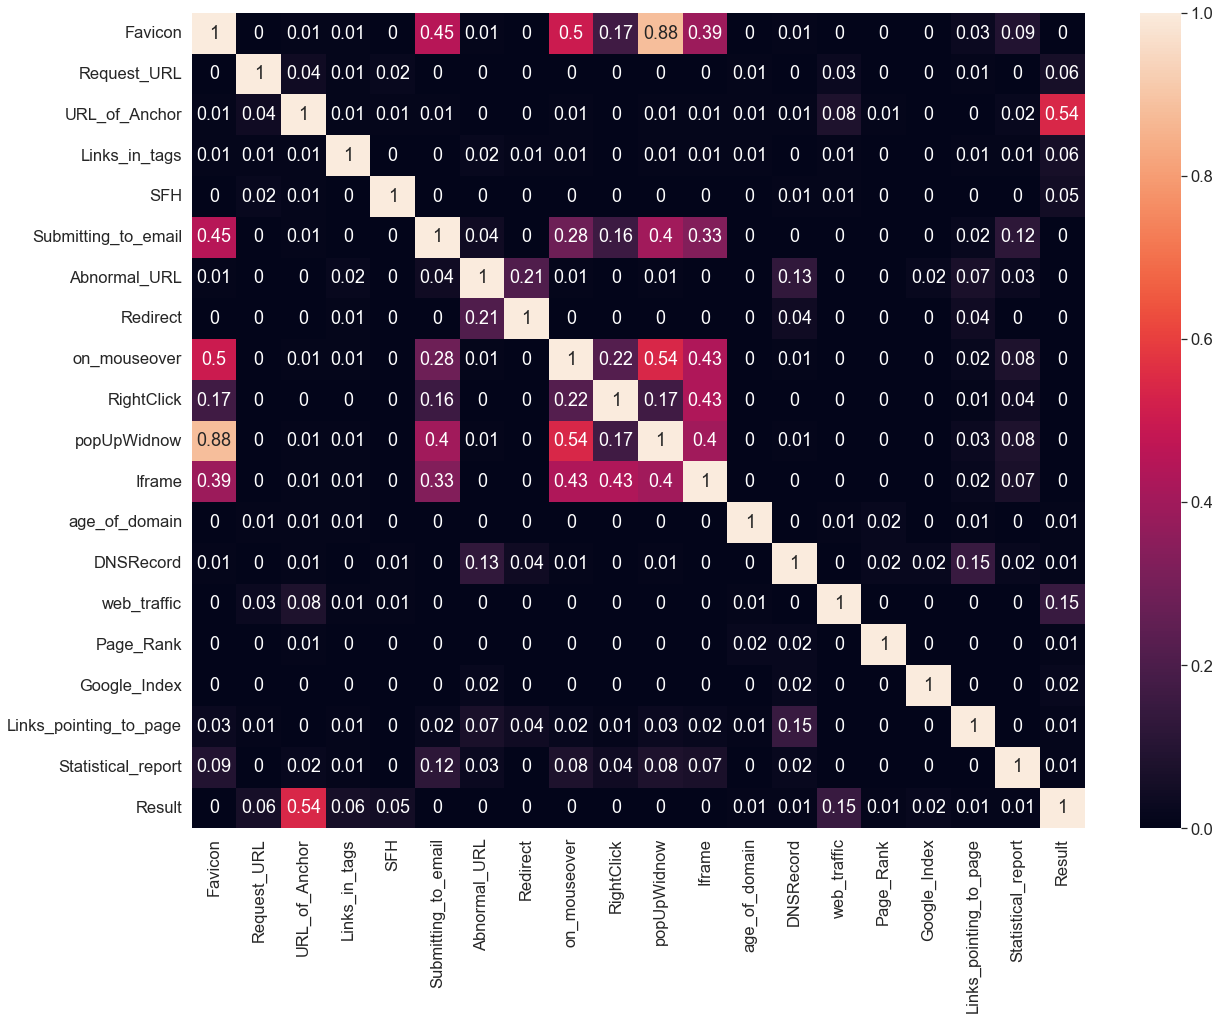 Favicon 1 0 0.01 0.01 0 0.45 0.01 0 0.5 0.17 0.88 0.39 0 0.01 0 0 0 0.03 0.09 0
Request_URL 0 1 0.04 0.01 0.02 0 0 0 0 0 0 0 0.01 0 0.03 0 0 0.01 0 0.06
URL_of_Anchor 0.01 0.04 1 0.01 0.01 0.01 0 0 0.01 0 0.01 0.01 0.01 0.01 0.08 0.01 0 0 0.02 0.54
Links_in_tags 0.01 0.01 0.01 1 0 0 0.02 0.01 0.01 0 0.01 0.01 0.01 0 0.01 0 0 0.01 0.01 0.06
SFH 0 0.02 0.01 0 1 0 0 0 0 0 0 0 0 0.01 0.01 0 0 0 0 0.05
Submitting_to_email 0.45 0 0.01 0 0 1 0.04 0 0.28 0.16 0.4 0.33 0 0 0 0 0 0.02 0.12 0
Abnormal_URL 0.01 0 0 0.02 0 0.04 1 0.21 0.01 0 0.01 0 0 0.13 0 0 0.02 0.07 0.03 0
Redirect 0 0 0 0.01 0 0 0.21 1 0 0 0 0 0 0.04 0 0 0 0.04 0 0
on_mouseover 0.5 0 0.01 0.01 0 0.28 0.01 0 1 0.22 0.54 0.43 0 0.01 0 0 0 0.02 0.08 0
RightClick 0.17 0 0 0 0 0.16 0 0 0.22 1 0.17 0.43 0 0 0 0 0 0.01 0.04 0
popUpWidnow 0.88 0 0.01 0.01 0 0.4 0.01 0 0.54 0.17 1 0.4 0 0.01 0 0 0 0.03 0.08 0
Iframe 0.39 0 0.01 0.01 0 0.33 0 0 0.43 0.43 0.4 1 0 0 0 0 0 0.02 0.07 0
age_of_domain 0 0.01 0.01 0.01 0 0 0 0 0 0 0 0 1 0 0.01 0.02 0 0.01 0 0.01
DNSRecord 0.01 0 0.01 0 0.01 0 0.13 0.04 0.01 0 0.01 0 0 1 0 0.02 0.02 0.15 0.02 0.01
web_traffic 0 0.03 0.08 0.01 0.01 0 0 0 0 0 0 0 0.01 0 1 0 0 0 0 0.15
Page_Rank 0 0 0.01 0 0 0 0 0 0 0 0 0 0.02 0.02 0 1 0 0 0 0.01
Google_Index 0 0 0 0 0 0 0.02 0 0 0 0 0 0 0.02 0 0 1 0 0 0.02
Links_pointing_to_page 0.03 0.01 0 0.01 0 0.02 0.07 0.04 0.02 0.01 0.03 0.02 0.01 0.15 0 0 0 1 0 0.01
Statistical_report 0.09 0 0.02 0.01 0 0.12 0.03 0 0.08 0.04 0.08 0.07 0 0.02 0 0 0 0 1 0.01
Result 0 0.06 0.54 0.06 0.05 0 0 0 0 0 0 0 0.01 0.01 0.15 0.01 0.02 0.01 0.01 1
Favicon
Request_URL
URL_of_Anchor
Links_in_tags
SFH
Submitting_to_email
Abnormal_URL
Redirect
on_mouseover
RightClick
popUpWidnow
Iframe
age_of_domain
DNSRecord
web_traffic
Page_Rank
Google_Index
Links_pointing_to_page
Statistical_report
Result
1.0
0.8
0.6
0.4
0.2
0.0